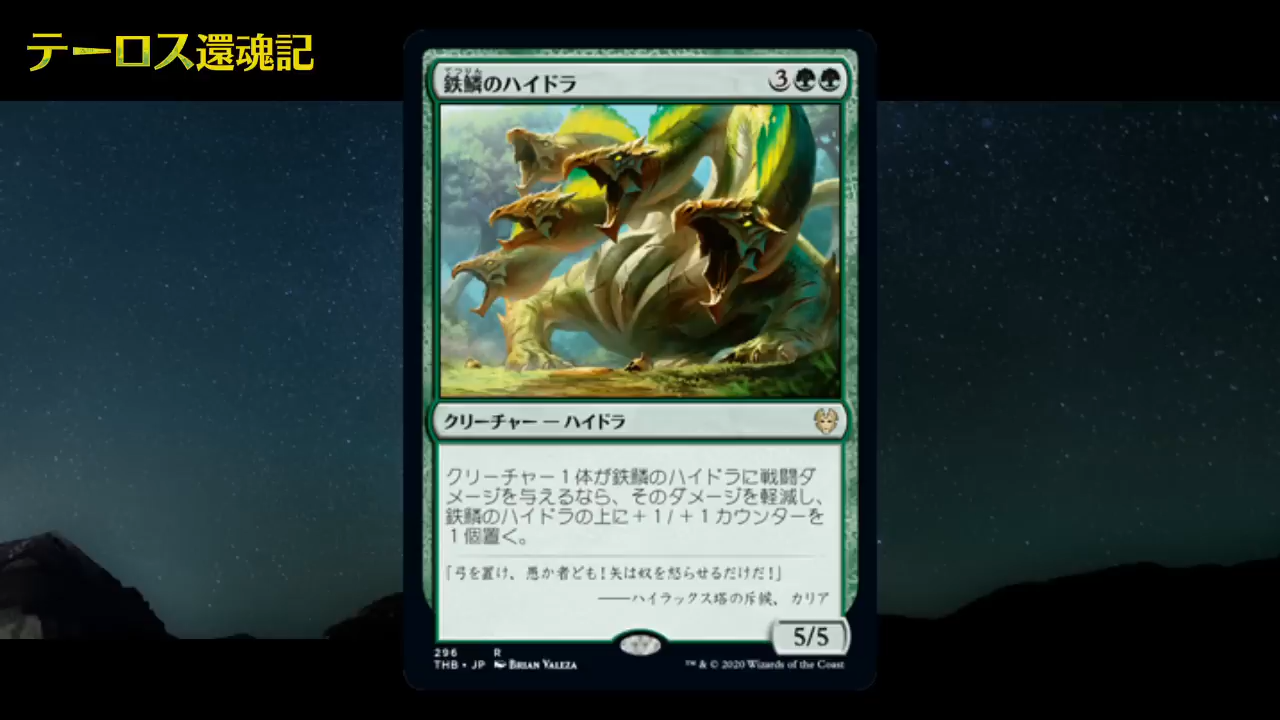 テーロス還魂記
てつりん
鉄鱗のハイドラ
3
クリーチャー — ハイドラ
クリーチャー1体が鉄鱗のハイドラに戦闘ダ
メージを与えるなら、そのダメージを軽減し、
鉄鱗のハイドラの上に+1/+1カウンターを
1個置く。
「弓を置け、愚か者ども!矢は奴を怒らせるだけだ!」
――ハイラックス塔の斥候、カリア
5/5
296 R
THB • JP BRIAN VALEZA
™ & © 2020 Wizards of the Coast